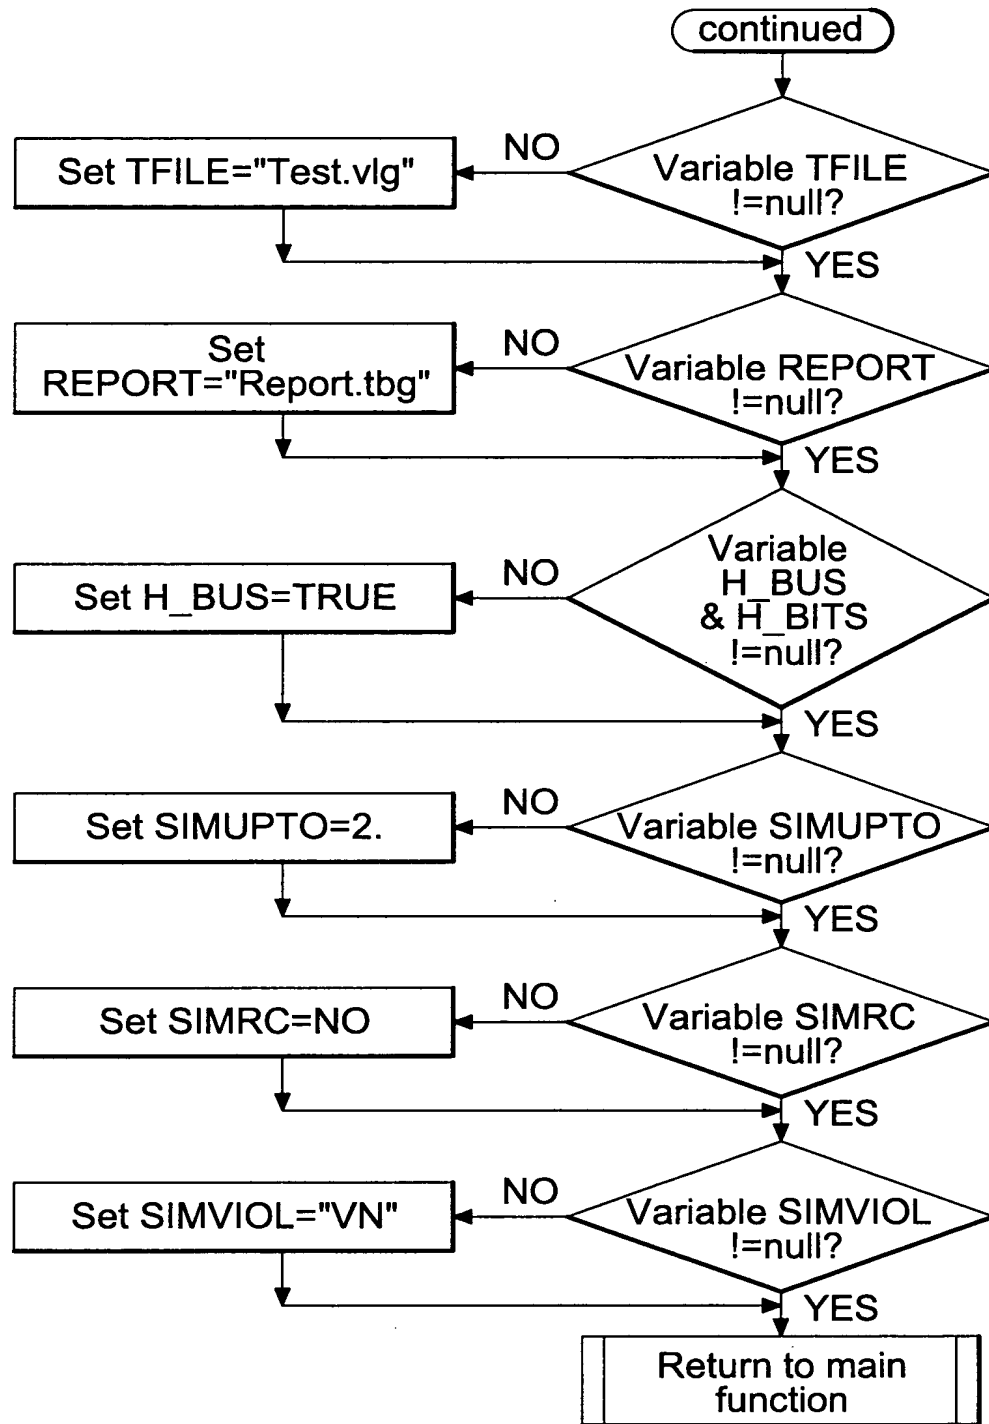 continued
NO
Set TFILE="Test.vlg"
Variable TFILE
!=null?
YES
NO
Set
REPORT="Report.tbg"
Variable REPORT
!=null?
YES
NO
Set H_BUS=TRUE
Variable
H_BUS
& H_BITS
!=null?
YES
NO
Set SIMUPTO=2.
Variable SIMUPTO
!=null?
YES
NO
Set SIMRC=NO
Variable SIMRC
!=null?
YES
NO
Set SIMVIOL="VN"
Variable SIMVIOL
!=null?
YES
Return to main
function